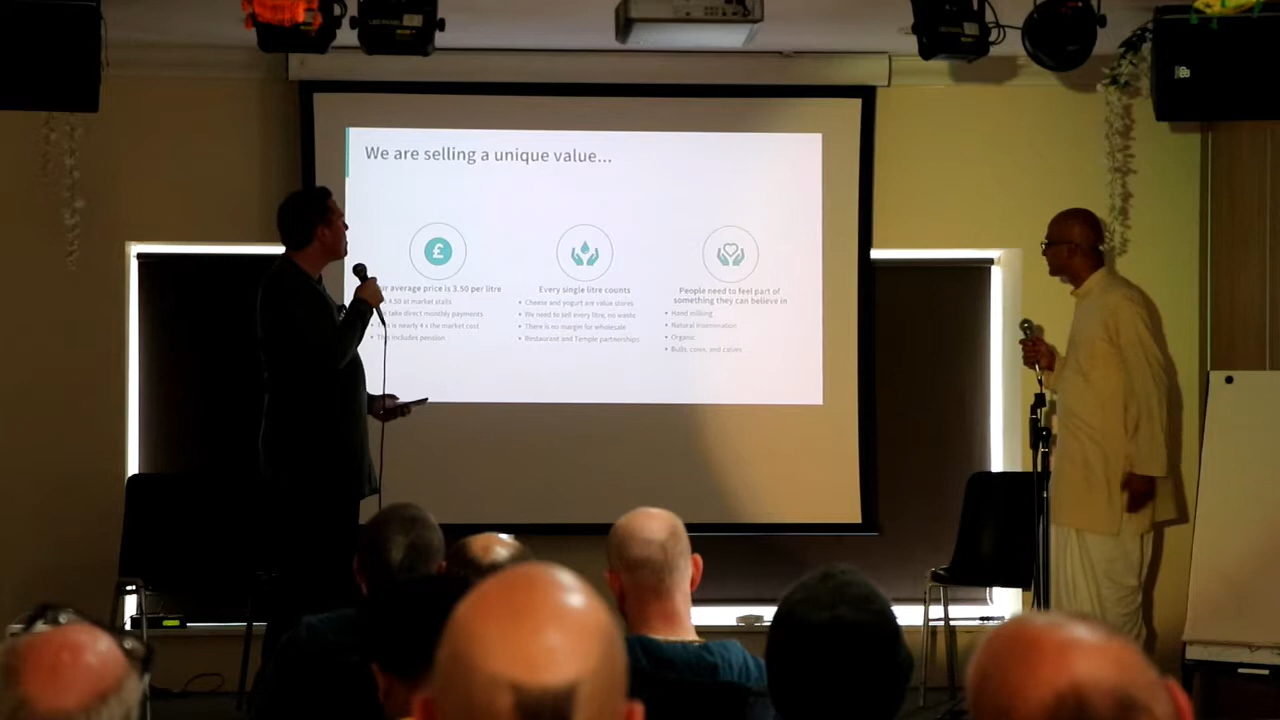 We are selling a unique value...
£
average price is 3.50 per litre
4.50 at market stalls
take direct monthly payments
is nearly 4 x the market cost
This includes pension
Every single litre counts
• Cheese and yogurt are value stores
• We need to sell every litre, no waste
• There is no margin for wholesale
• Restaurant and Temple partnerships
People need to feel part of
something they can believe in
• Hand milking
• Natural insemination
• Organic
• Bulls, cows, and calves